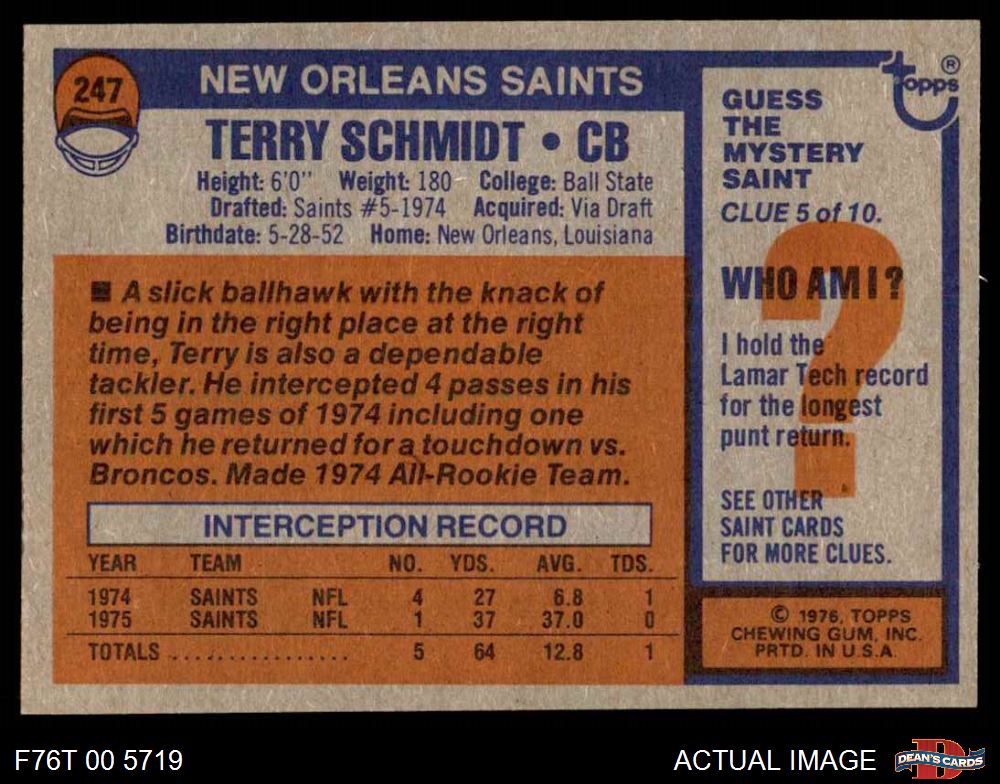 247
NEW ORLEANS SAINTS
TERRY SCHMIDT • CB
Height: 6'0" Weight: 180 College: Ball State
Drafted: Saints #5-1974 Acquired: Via Draft
Birthdate: 5-28-52 Home: New Orleans, Louisiana
■ A slick ballhawk with the knack of
being in the right place at the right
time, Terry is also a dependable
tackler. He intercepted 4 passes in his
first 5 games of 1974 including one
which he returned for a touchdown vs.
Broncos. Made 1974 All-Rookie Team.
INTERCEPTION RECORD
YEAR TEAM NO. YDS. AVG. TDS.
1974 SAINTS NFL 4 27 6.8 1
1975 SAINTS NFL 1 37 37.0 0
TOTALS ................ 5 64 12.8 1
Topps ®
GUESS
THE
MYSTERY
SAINT
CLUE 5 of 10.
WHO AM I?
?
I hold the
Lamar Tech record
for the longest
punt return.
SEE OTHER
SAINT CARDS
FOR MORE CLUES.
© 1976, TOPPS
CHEWING GUM, INC.
PRTD. IN U.S.A.
F76T 00 5719
ACTUAL IMAGE
D
DEAN'S CARDS